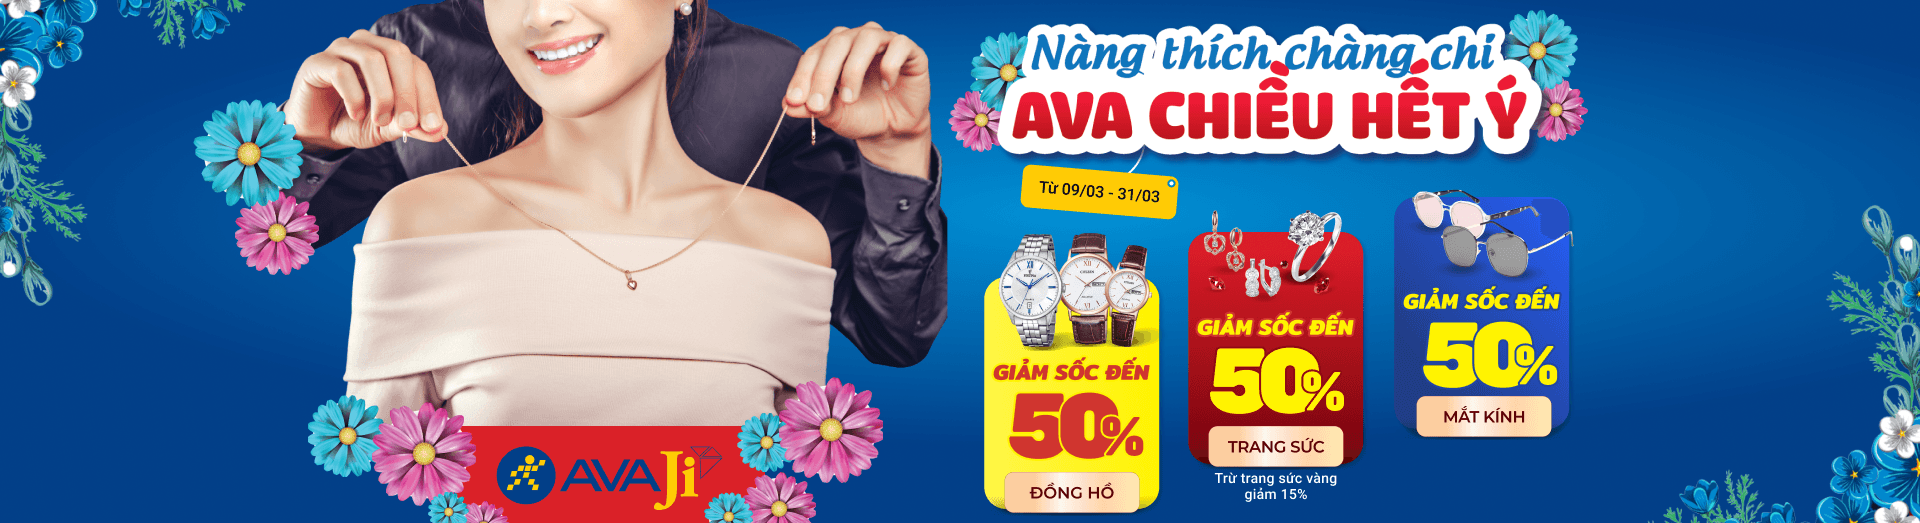 Nàng thích chàng chi
AVA CHIỀU HẾT Ý
Từ 09/03 - 31/03
GIẢM SỐC ĐẾN
50%
ĐỒNG HỒ
GIẢM SỐC ĐẾN
50%
TRANG SỨC
Trừ trang sức vàng
giảm 15%
GIẢM SỐC ĐẾN
50%
MẮT KÍNH
AVAJi